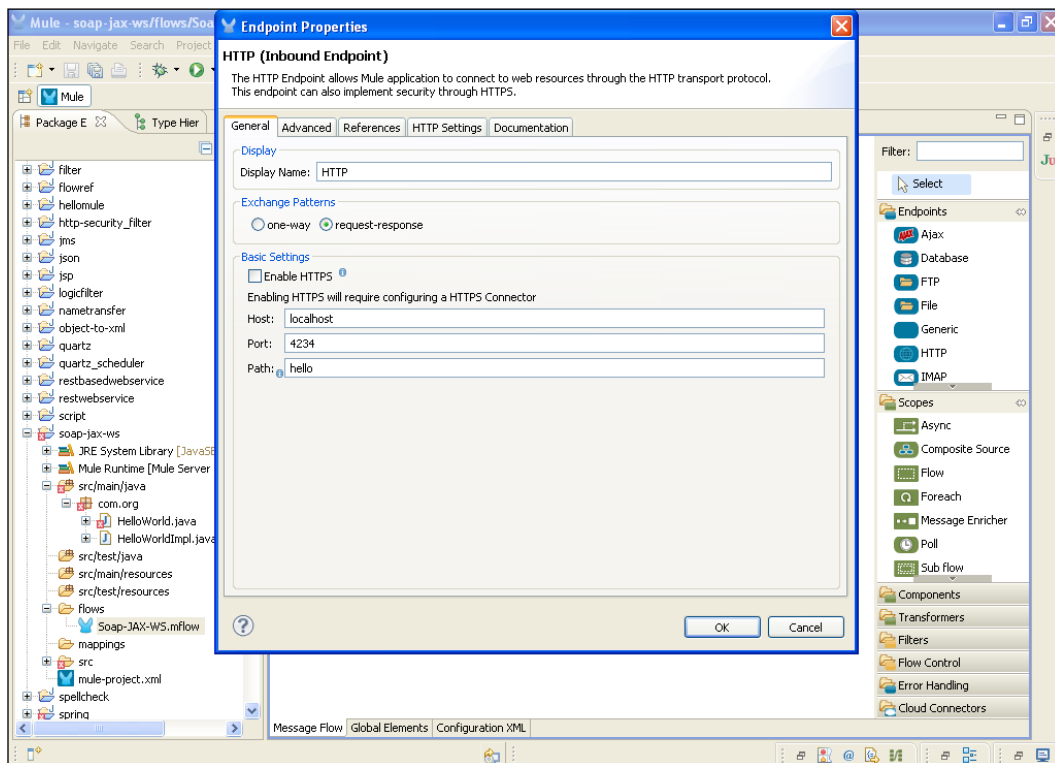 Mule - soap-jax-ws/flows/Soa
File Edit Navigate Search Project
Mule
Package E
Type Hier
filter
flowref
hellomule
http-security_filter
jms
json
jsp
logicfilter
nametransfer
object-to-xml
quartz
quartz_scheduler
restbasedwebservice
restwebservice
script
soap-jax-ws
JRE System Library [JavaSE
Mule Runtime [Mule Server
src/main/java
com.org
HelloWorld.java
HelloWorldImpl.java
src/test/java
src/main/resources
src/test/resources
flows
Soap-JAX-WS.mflow
mappings
src
mule-project.xml
spellcheck
spring
Endpoint Properties
HTTP (Inbound Endpoint)
The HTTP Endpoint allows Mule application to connect to web resources through the HTTP transport protocol.
This endpoint can also implement security through HTTPS.
General Advanced References HTTP Settings Documentation
Display
Display Name: HTTP
Exchange Patterns
one-way request-response
Basic Settings
Enable HTTPS
Enabling HTTPS will require configuring a HTTPS Connector
Host: localhost
Port: 4234
Path: hello
OK Cancel
Message Flow Global Elements Configuration XML
Filter:
Select
Endpoints
Ajax
Database
FTP
File
Generic
HTTP
IMAP
Scopes
Async
Composite Source
Flow
Foreach
Message Enricher
Poll
Sub flow
Components
Transformers
Filters
Flow Control
Error Handling
Cloud Connectors
Ju